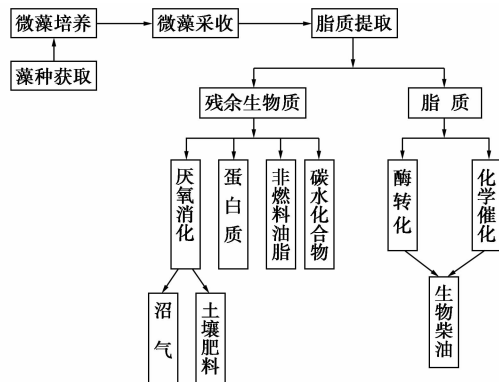 微藻培养
微藻采收
脂质提取
藻种获取
残余生物质
脂质
厌氧消化
蛋白质
非燃料油脂
碳水化合物
酶转化
化学催化
沼气
土壤肥料
生物柴油